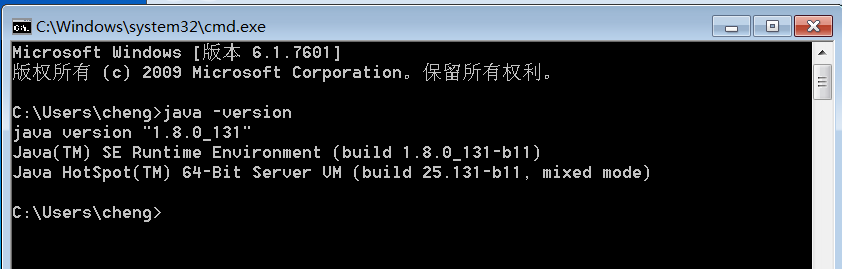 C:\Windows\system32\cmd.exe
Microsoft Windows [版本 6.1.7601]
版权所有 (c) 2009 Microsoft Corporation。保留所有权利。
C:\Users\cheng>java -version
java version "1.8.0_131"
Java(TM) SE Runtime Environment (build 1.8.0_131-b11)
Java HotSpot(TM) 64-Bit Server VM (build 25.131-b11, mixed mode)
C:\Users\cheng>